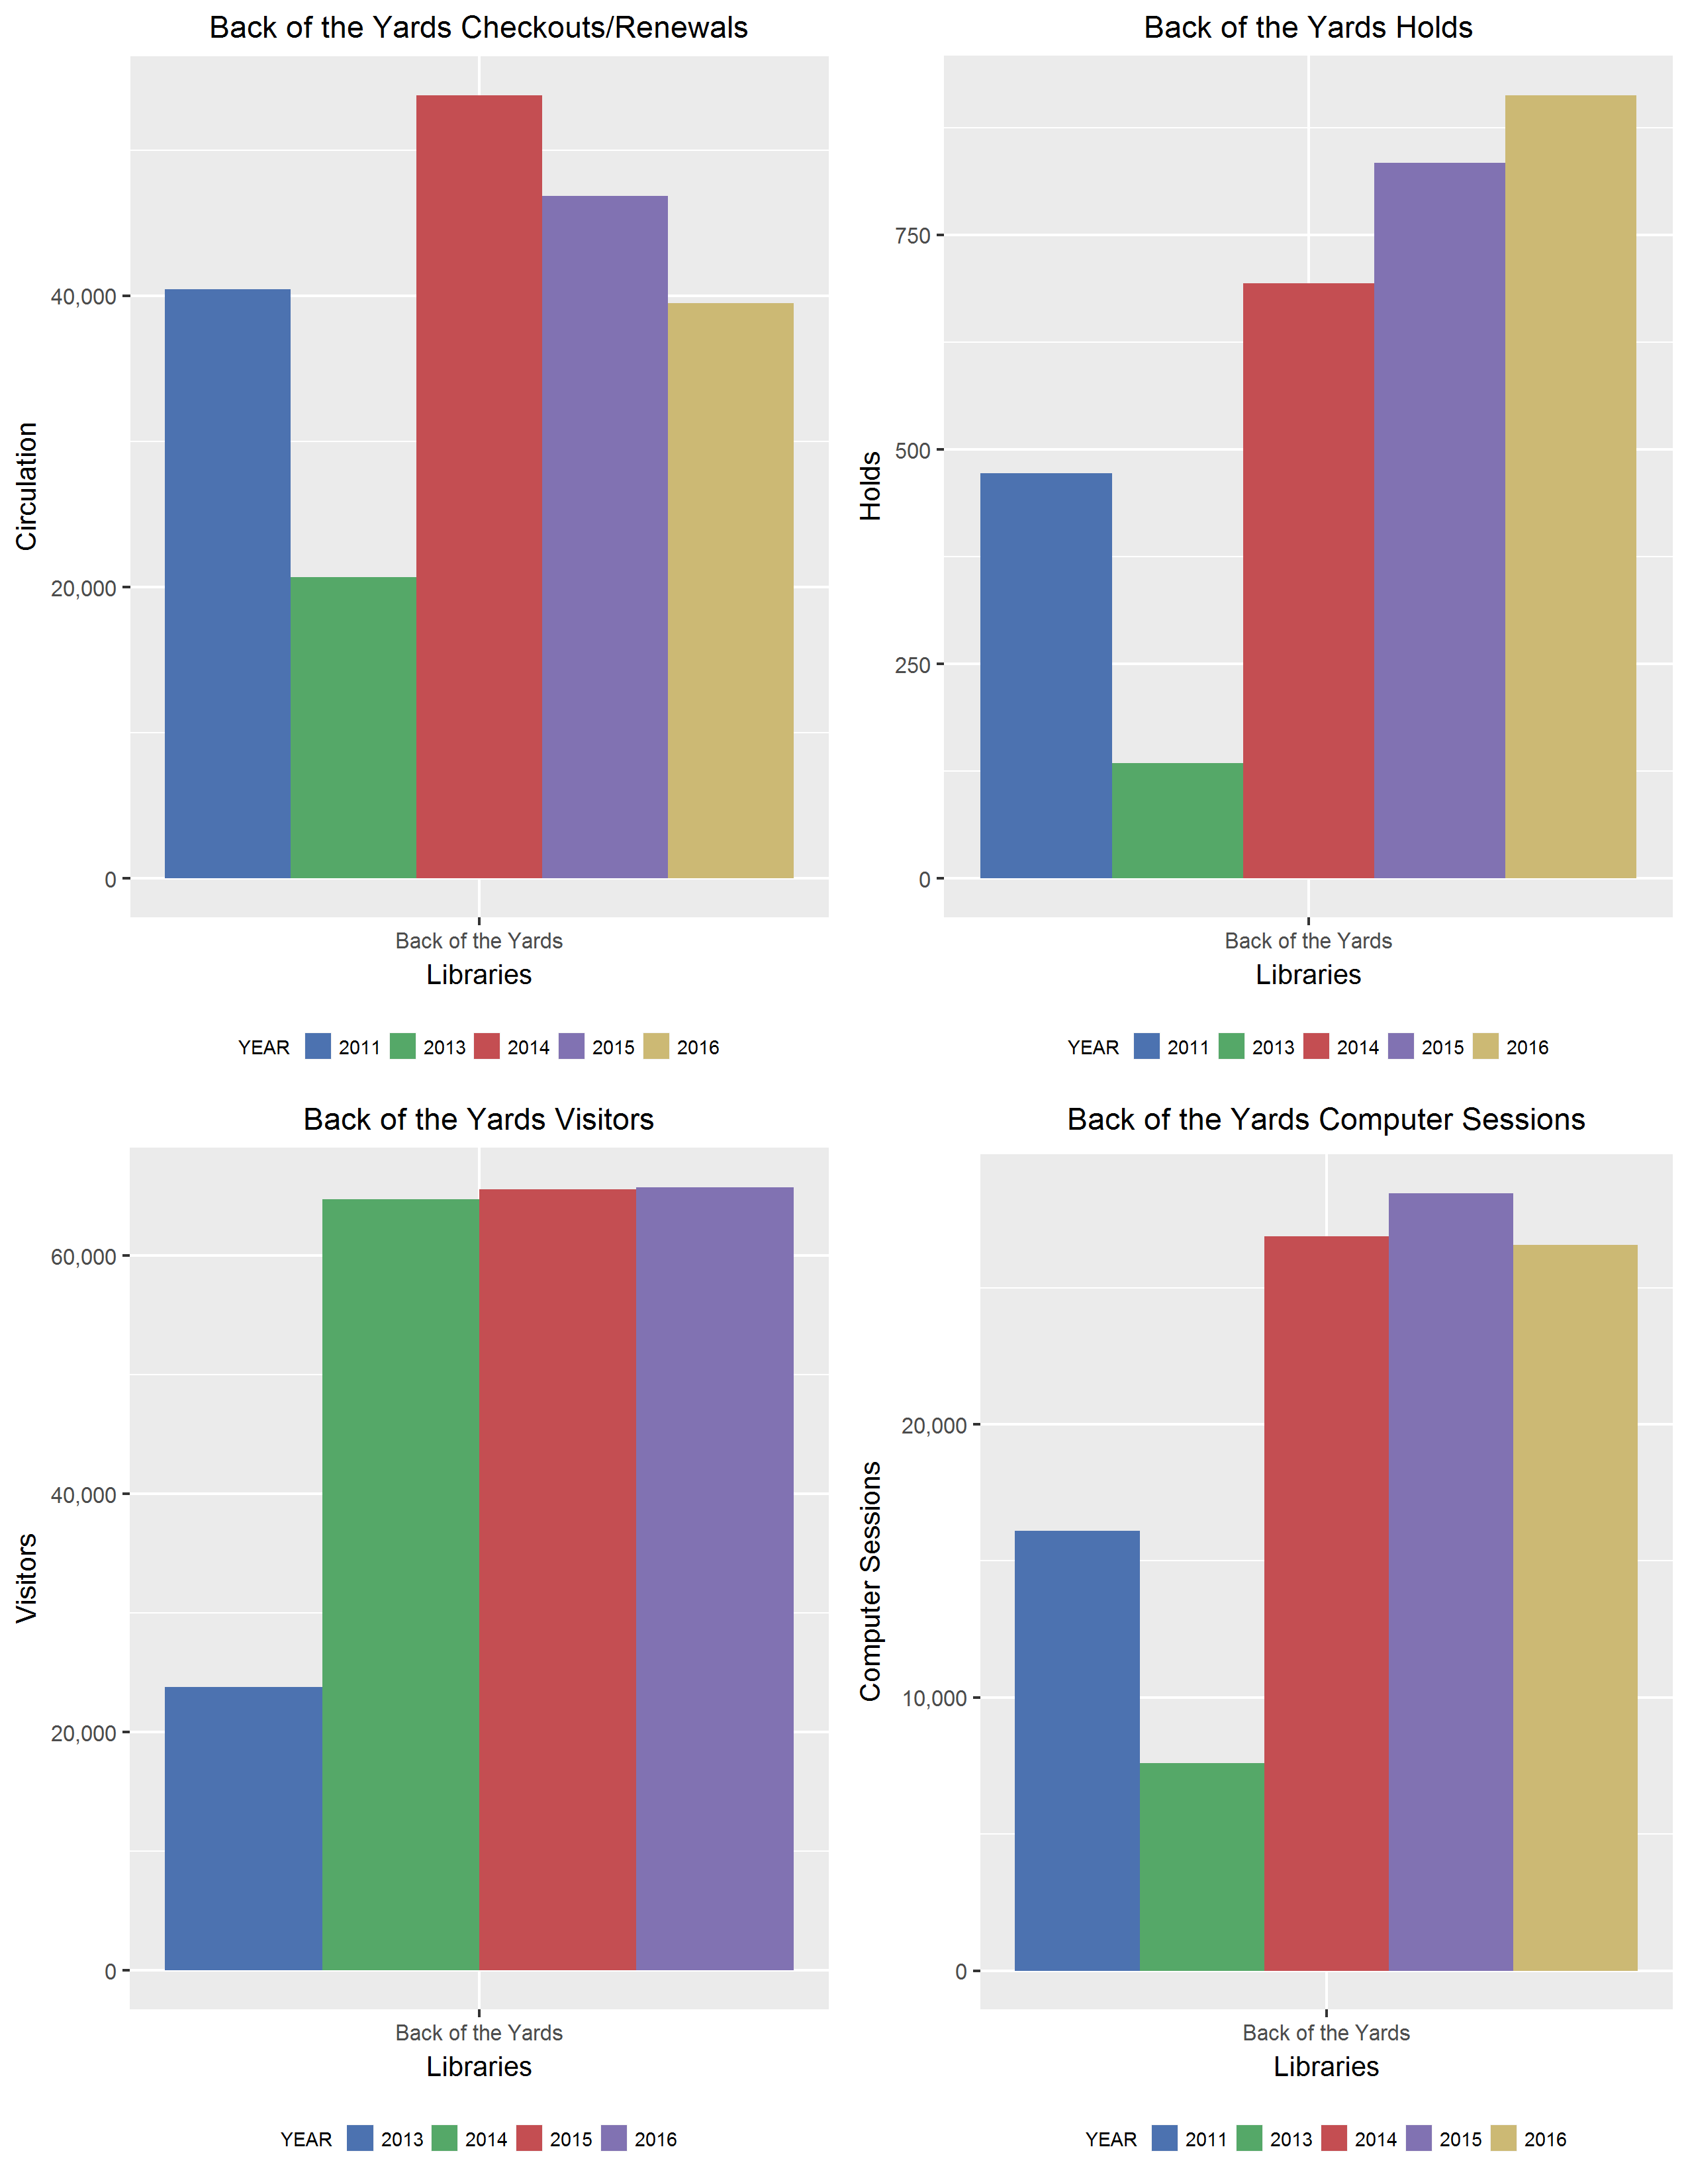 Back of the Yards Checkouts/Renewals
Circulation
40,000
20,000
0
Back of the Yards
Libraries
YEAR 2011 2013 2014 2015 2016
Back of the Yards Holds
Holds
750
500
250
0
Back of the Yards
Libraries
YEAR 2011 2013 2014 2015 2016
Back of the Yards Visitors
Visitors
60,000
40,000
20,000
0
Back of the Yards
Libraries
YEAR 2013 2014 2015 2016
Back of the Yards Computer Sessions
Computer Sessions
20,000
10,000
0
Back of the Yards
Libraries
YEAR 2011 2013 2014 2015 2016